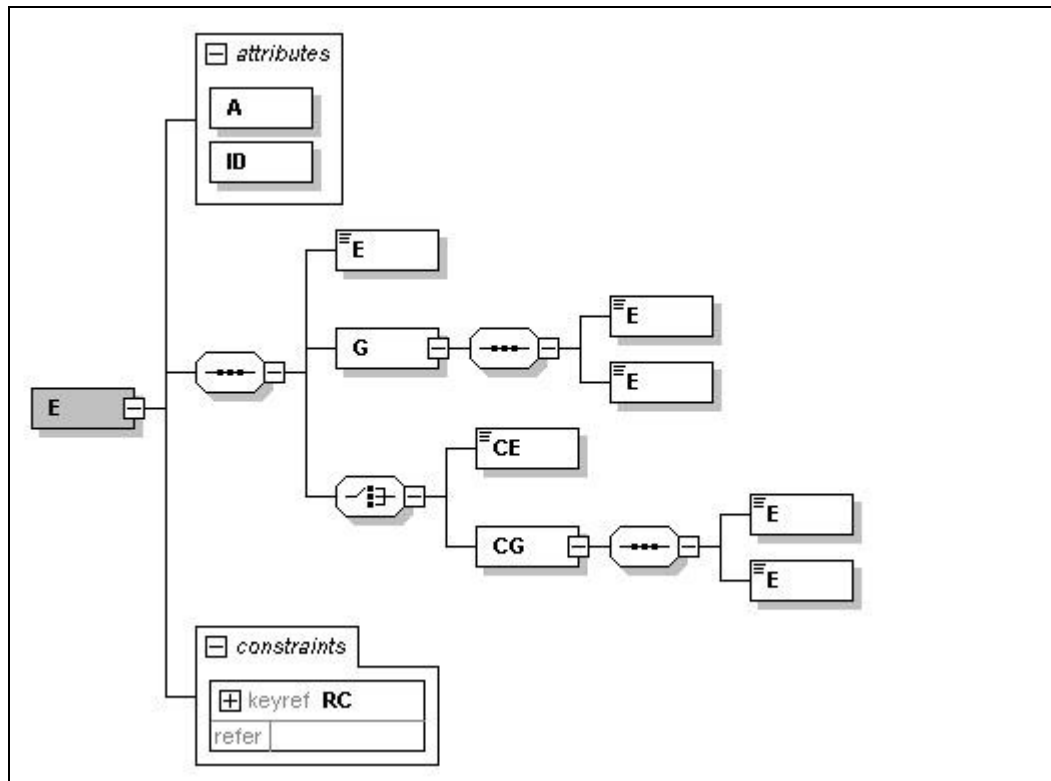 attributes
A
ID
E
G
E
E
E
CE
CG
E
E
constraints
keyref RC
refer